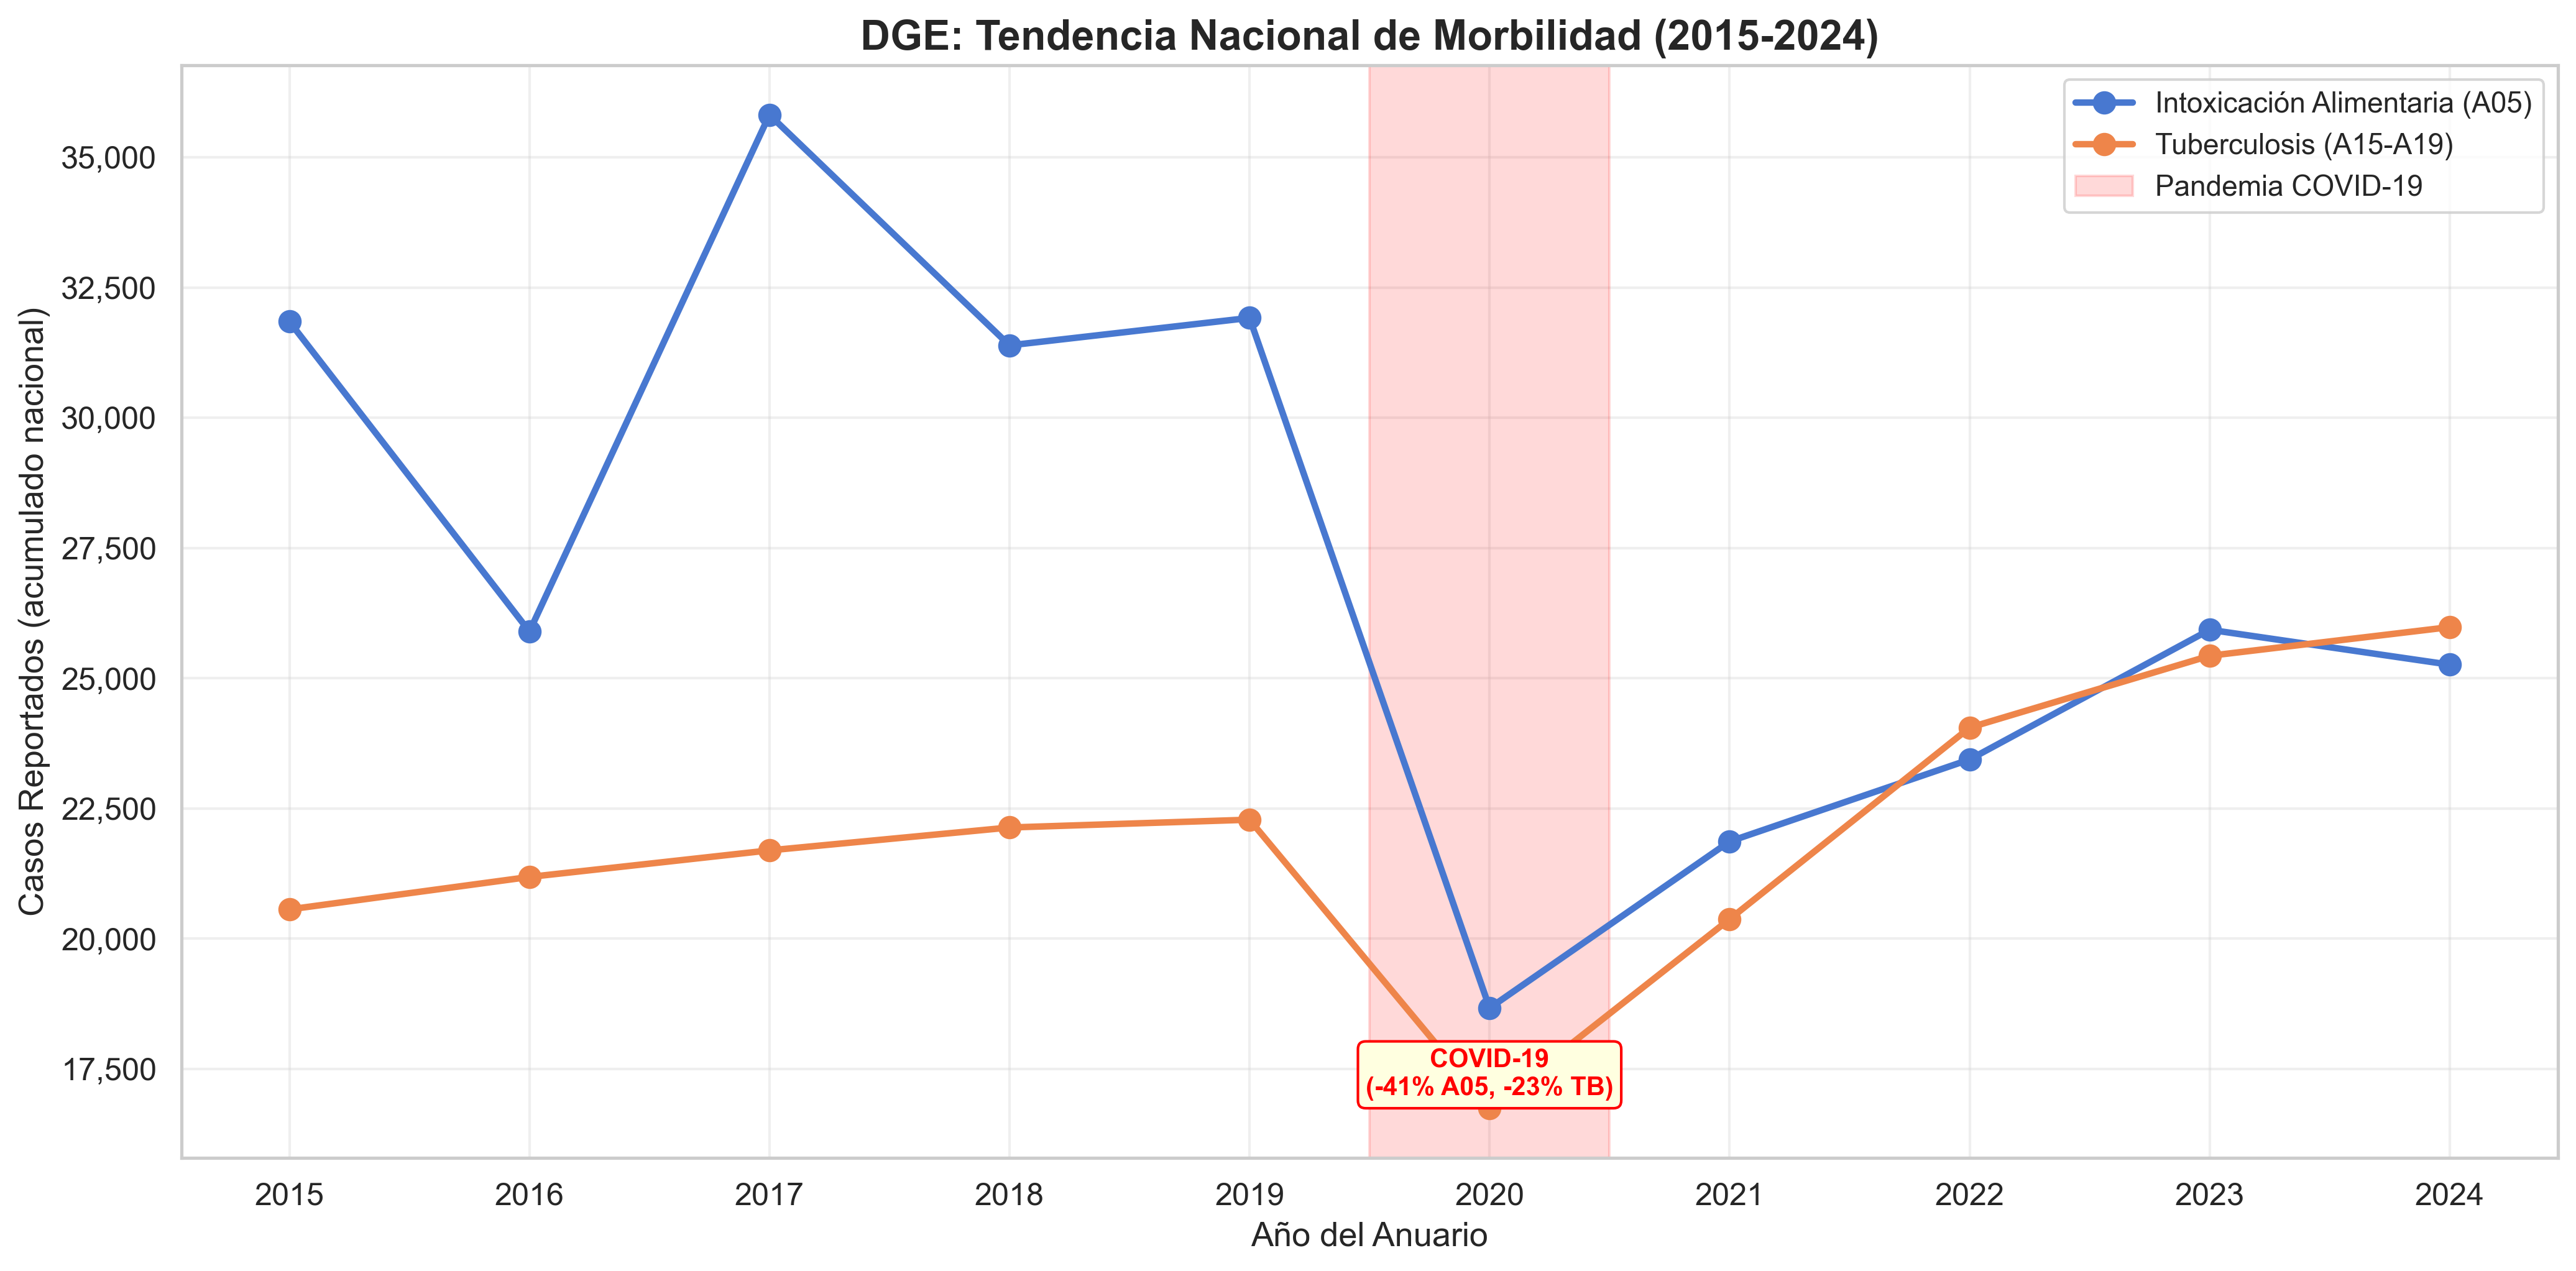 DGE: Tendencia Nacional de Morbilidad (2015-2024)
Intoxicación Alimentaria (A05)
Tuberculosis (A15-A19)
Pandemia COVID-19
Casos Reportados (acumulado nacional)
35,000
32,500
30,000
27,500
25,000
22,500
20,000
17,500
COVID-19
(-41% A05, -23% TB)
2015 2016 2017 2018 2019 2020 2021 2022 2023 2024
Año del Anuario